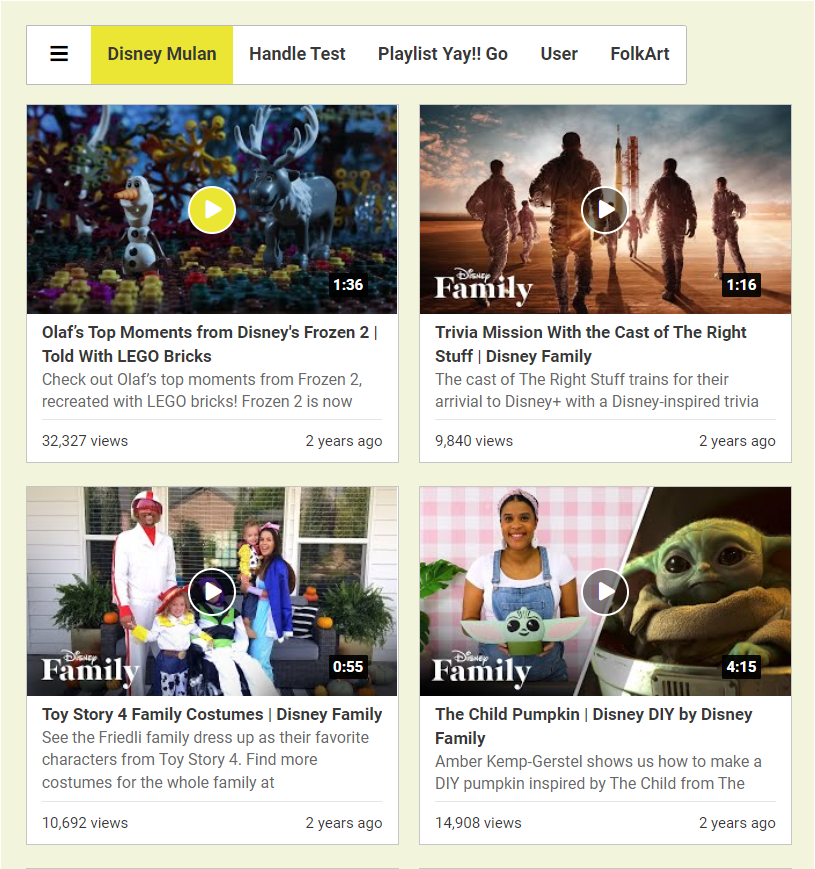 Disney Mulan Handle Test Playlist Yay!! Go User FolkArt
1:36
Olaf’s Top Moments from Disney's Frozen 2 |
Told With LEGO Bricks
Check out Olaf’s top moments from Frozen 2,
recreated with LEGO bricks! Frozen 2 is now
32,327 views 2 years ago
Disney
Family
1:16
Trivia Mission With the Cast of The Right
Stuff | Disney Family
The cast of The Right Stuff trains for their
arrivial to Disney+ with a Disney-inspired trivia
9,840 views 2 years ago
Disney
Family
0:55
Toy Story 4 Family Costumes | Disney Family
See the Friedli family dress up as their favorite
characters from Toy Story 4. Find more
costumes for the whole family at
10,692 views 2 years ago
Disney
Family
4:15
The Child Pumpkin | Disney DIY by Disney
Family
Amber Kemp-Gerstel shows us how to make a
DIY pumpkin inspired by The Child from The
14,908 views 2 years ago